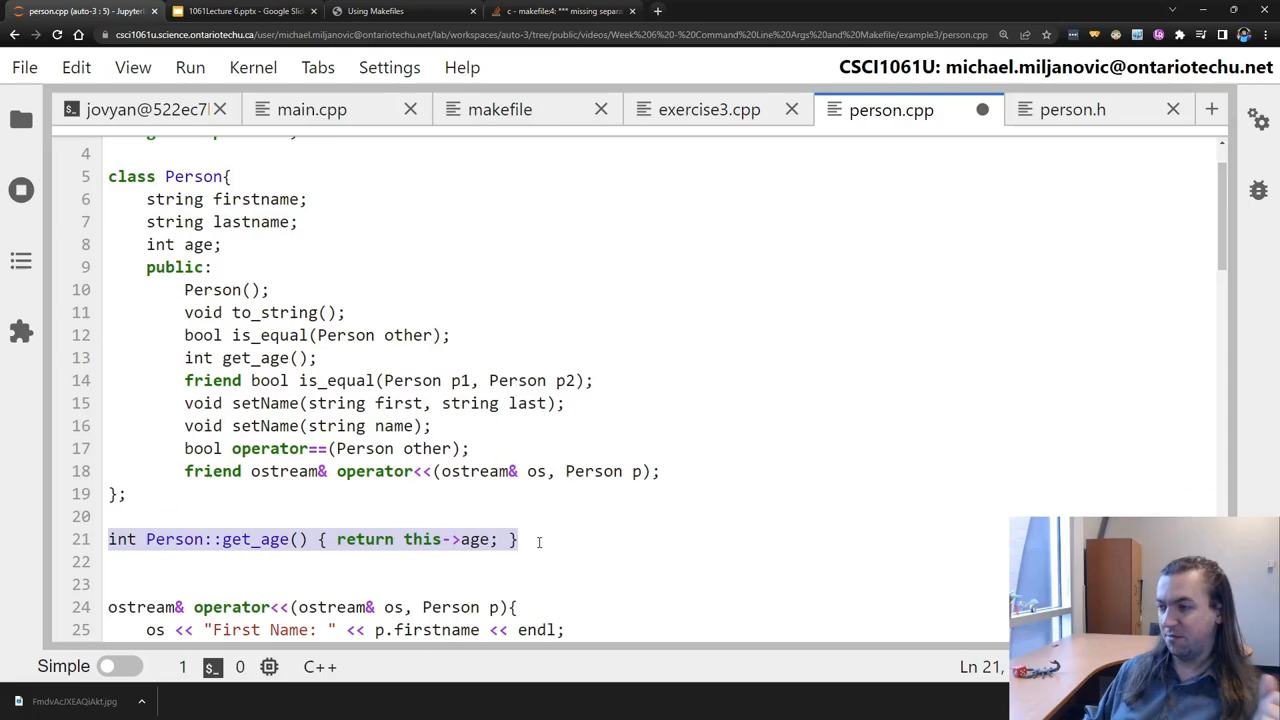 person.cpp (auto-3 : 5) - Jupyter
1061Lecture 6.pptx - Google Slid
Using Makefiles
c - makefile4: *** missing separa
csci1061u.science.ontariotechu.ca/user/michael.miljanovic@ontariotechu.net/lab/workspaces/auto-3/tree/public/videos/Week%206%20-%20Command%20Line%20Args%20and%20Makefile/example3/person.cpp
File Edit View Run Kernel Tabs Settings Help
CSCI1061U: michael.miljanovic@ontariotechu.net
jovyan@522ec7
main.cpp
makefile
exercise3.cpp
person.cpp
person.h
4
5 class Person{
6 string firstname;
7 string lastname;
8 int age;
9 public:
10 Person();
11 void to_string();
12 bool is_equal(Person other);
13 int get_age();
14 friend bool is_equal(Person p1, Person p2);
15 void setName(string first, string last);
16 void setName(string name);
17 bool operator==(Person other);
18 friend ostream& operator<<(ostream& os, Person p);
19 };
20
21 int Person::get_age() { return this->age; }
22
23
24 ostream& operator<<(ostream& os, Person p){
25 os << "First Name: " << p.firstname << endl;
Simple 1 $_ 0 C++ Ln 21,
FmdvAcJXEAQiAkt.jpg